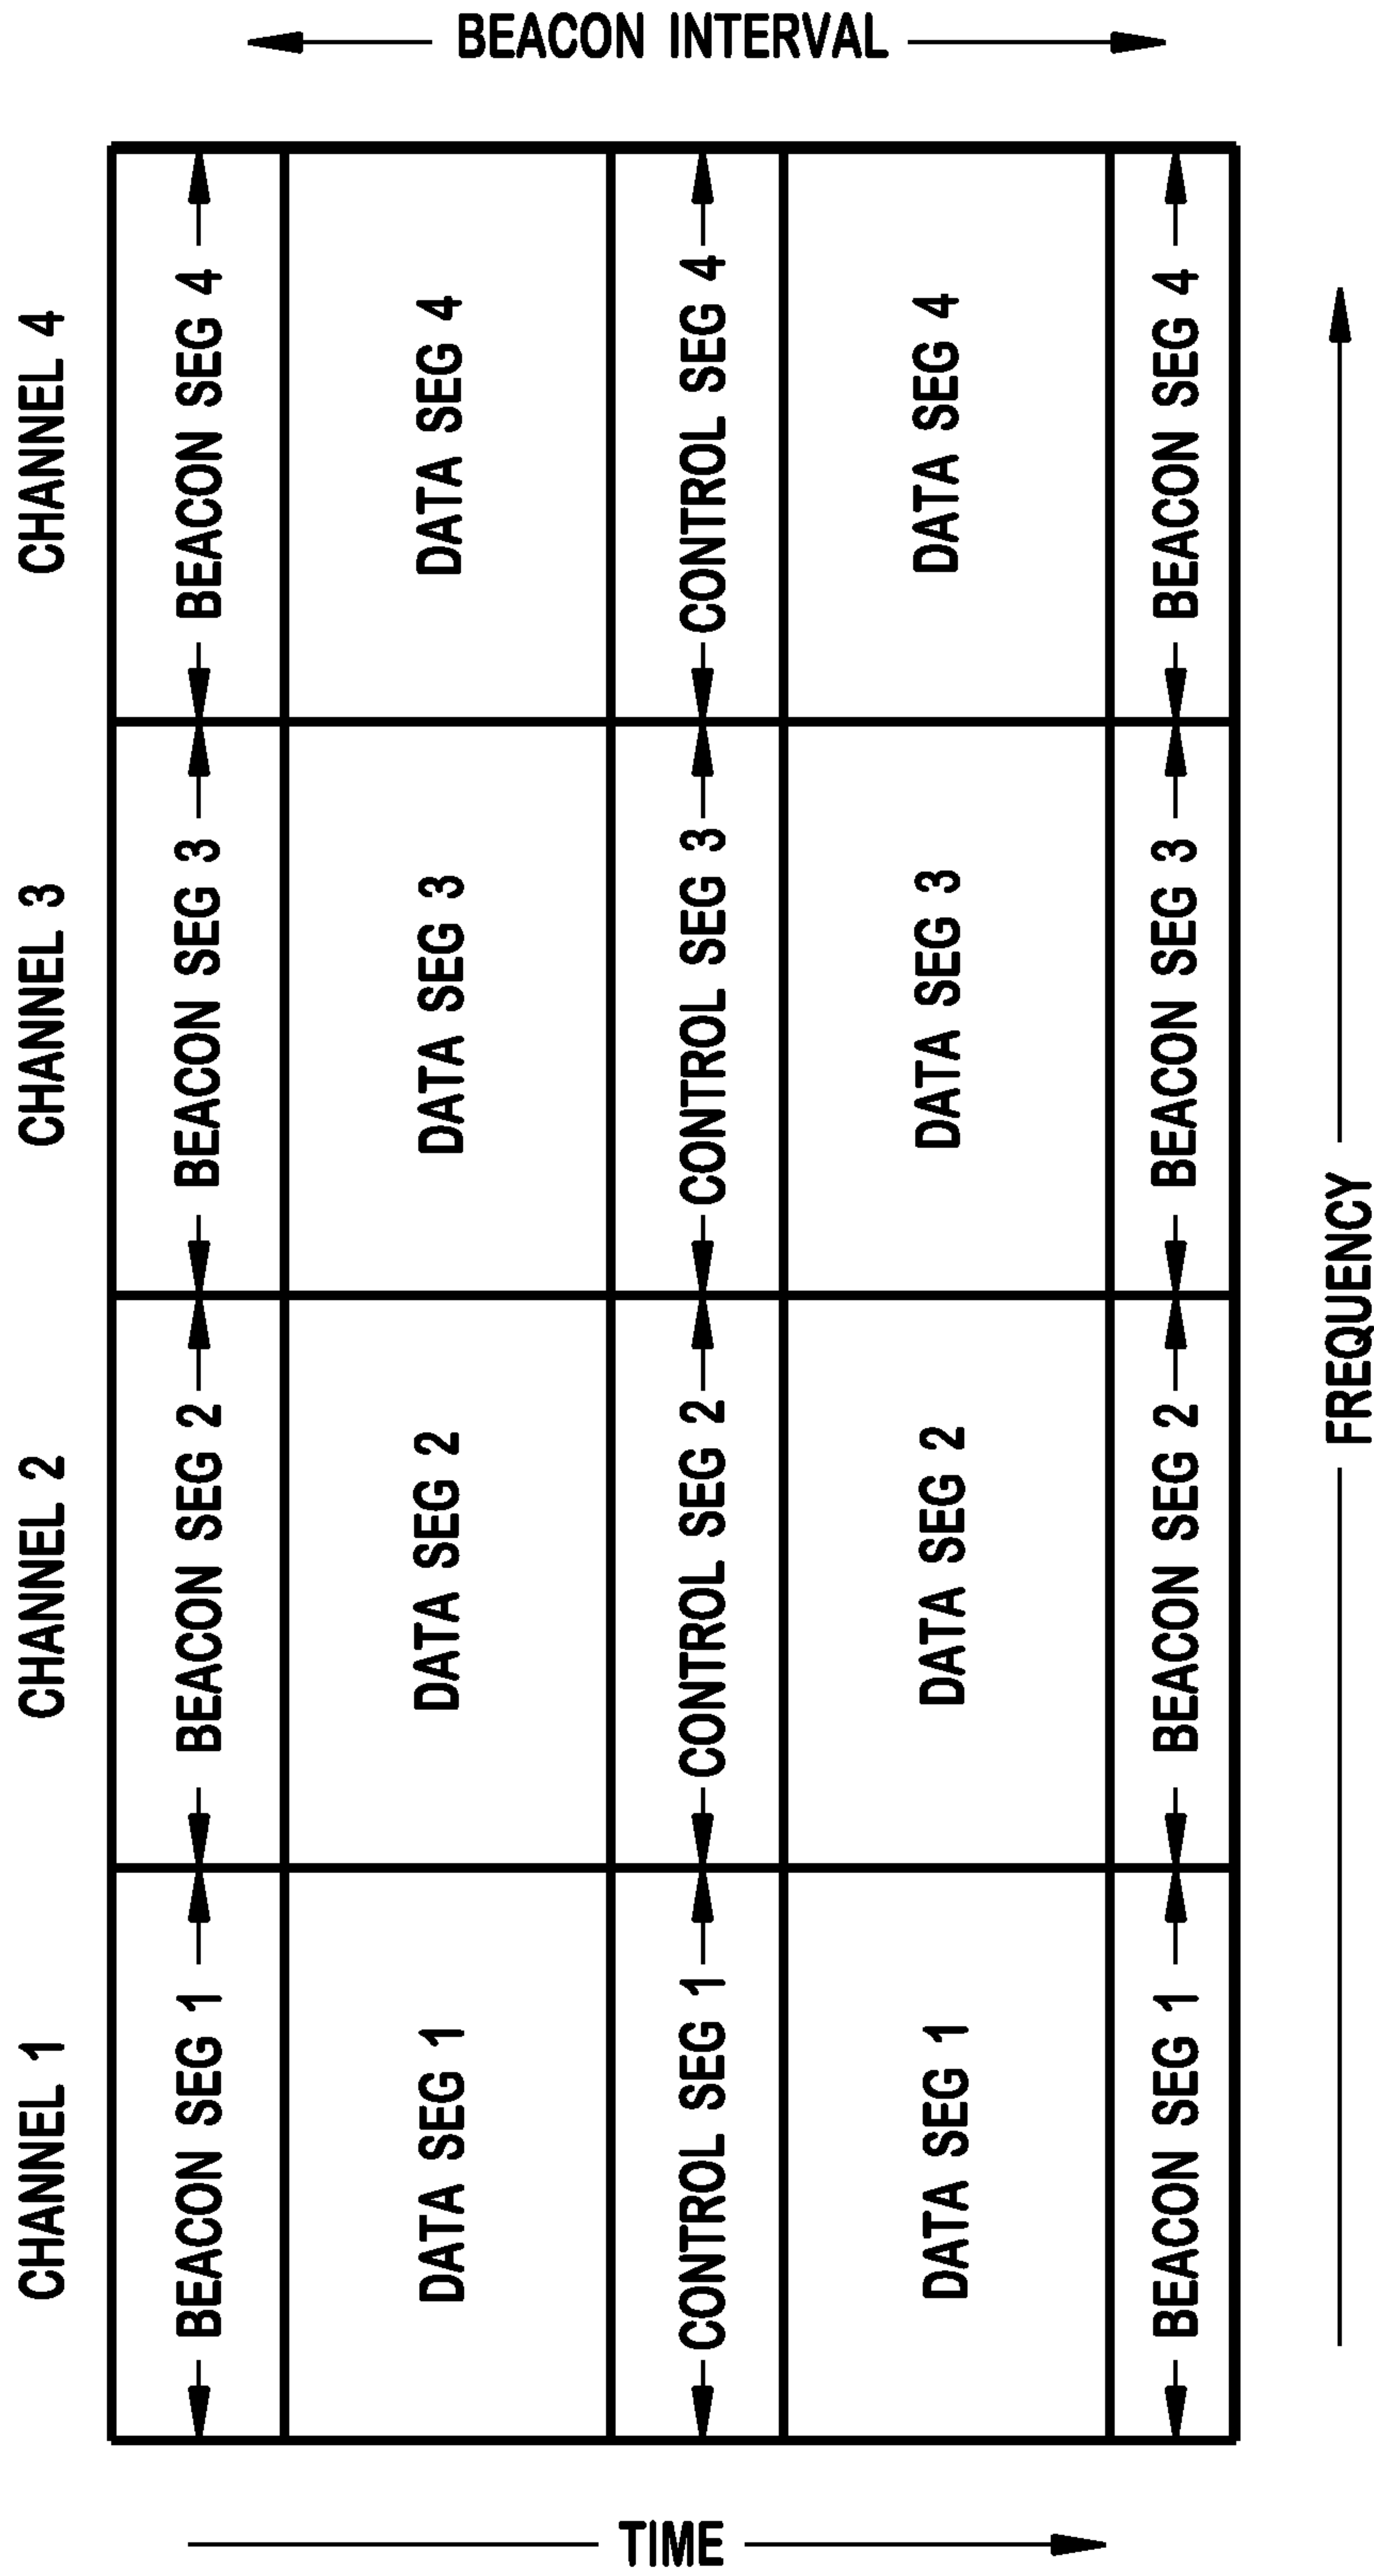 BEACON INTERVAL
CHANNEL 4
BEACON SEG 4
DATA SEG 4
CONTROL SEG 4
DATA SEG 4
BEACON SEG 4
CHANNEL 3
BEACON SEG 3
DATA SEG 3
CONTROL SEG 3
DATA SEG 3
BEACON SEG 3
CHANNEL 2
BEACON SEG 2
DATA SEG 2
CONTROL SEG 2
DATA SEG 2
BEACON SEG 2
CHANNEL 1
BEACON SEG 1
DATA SEG 1
CONTROL SEG 1
DATA SEG 1
BEACON SEG 1
FREQUENCY
TIME